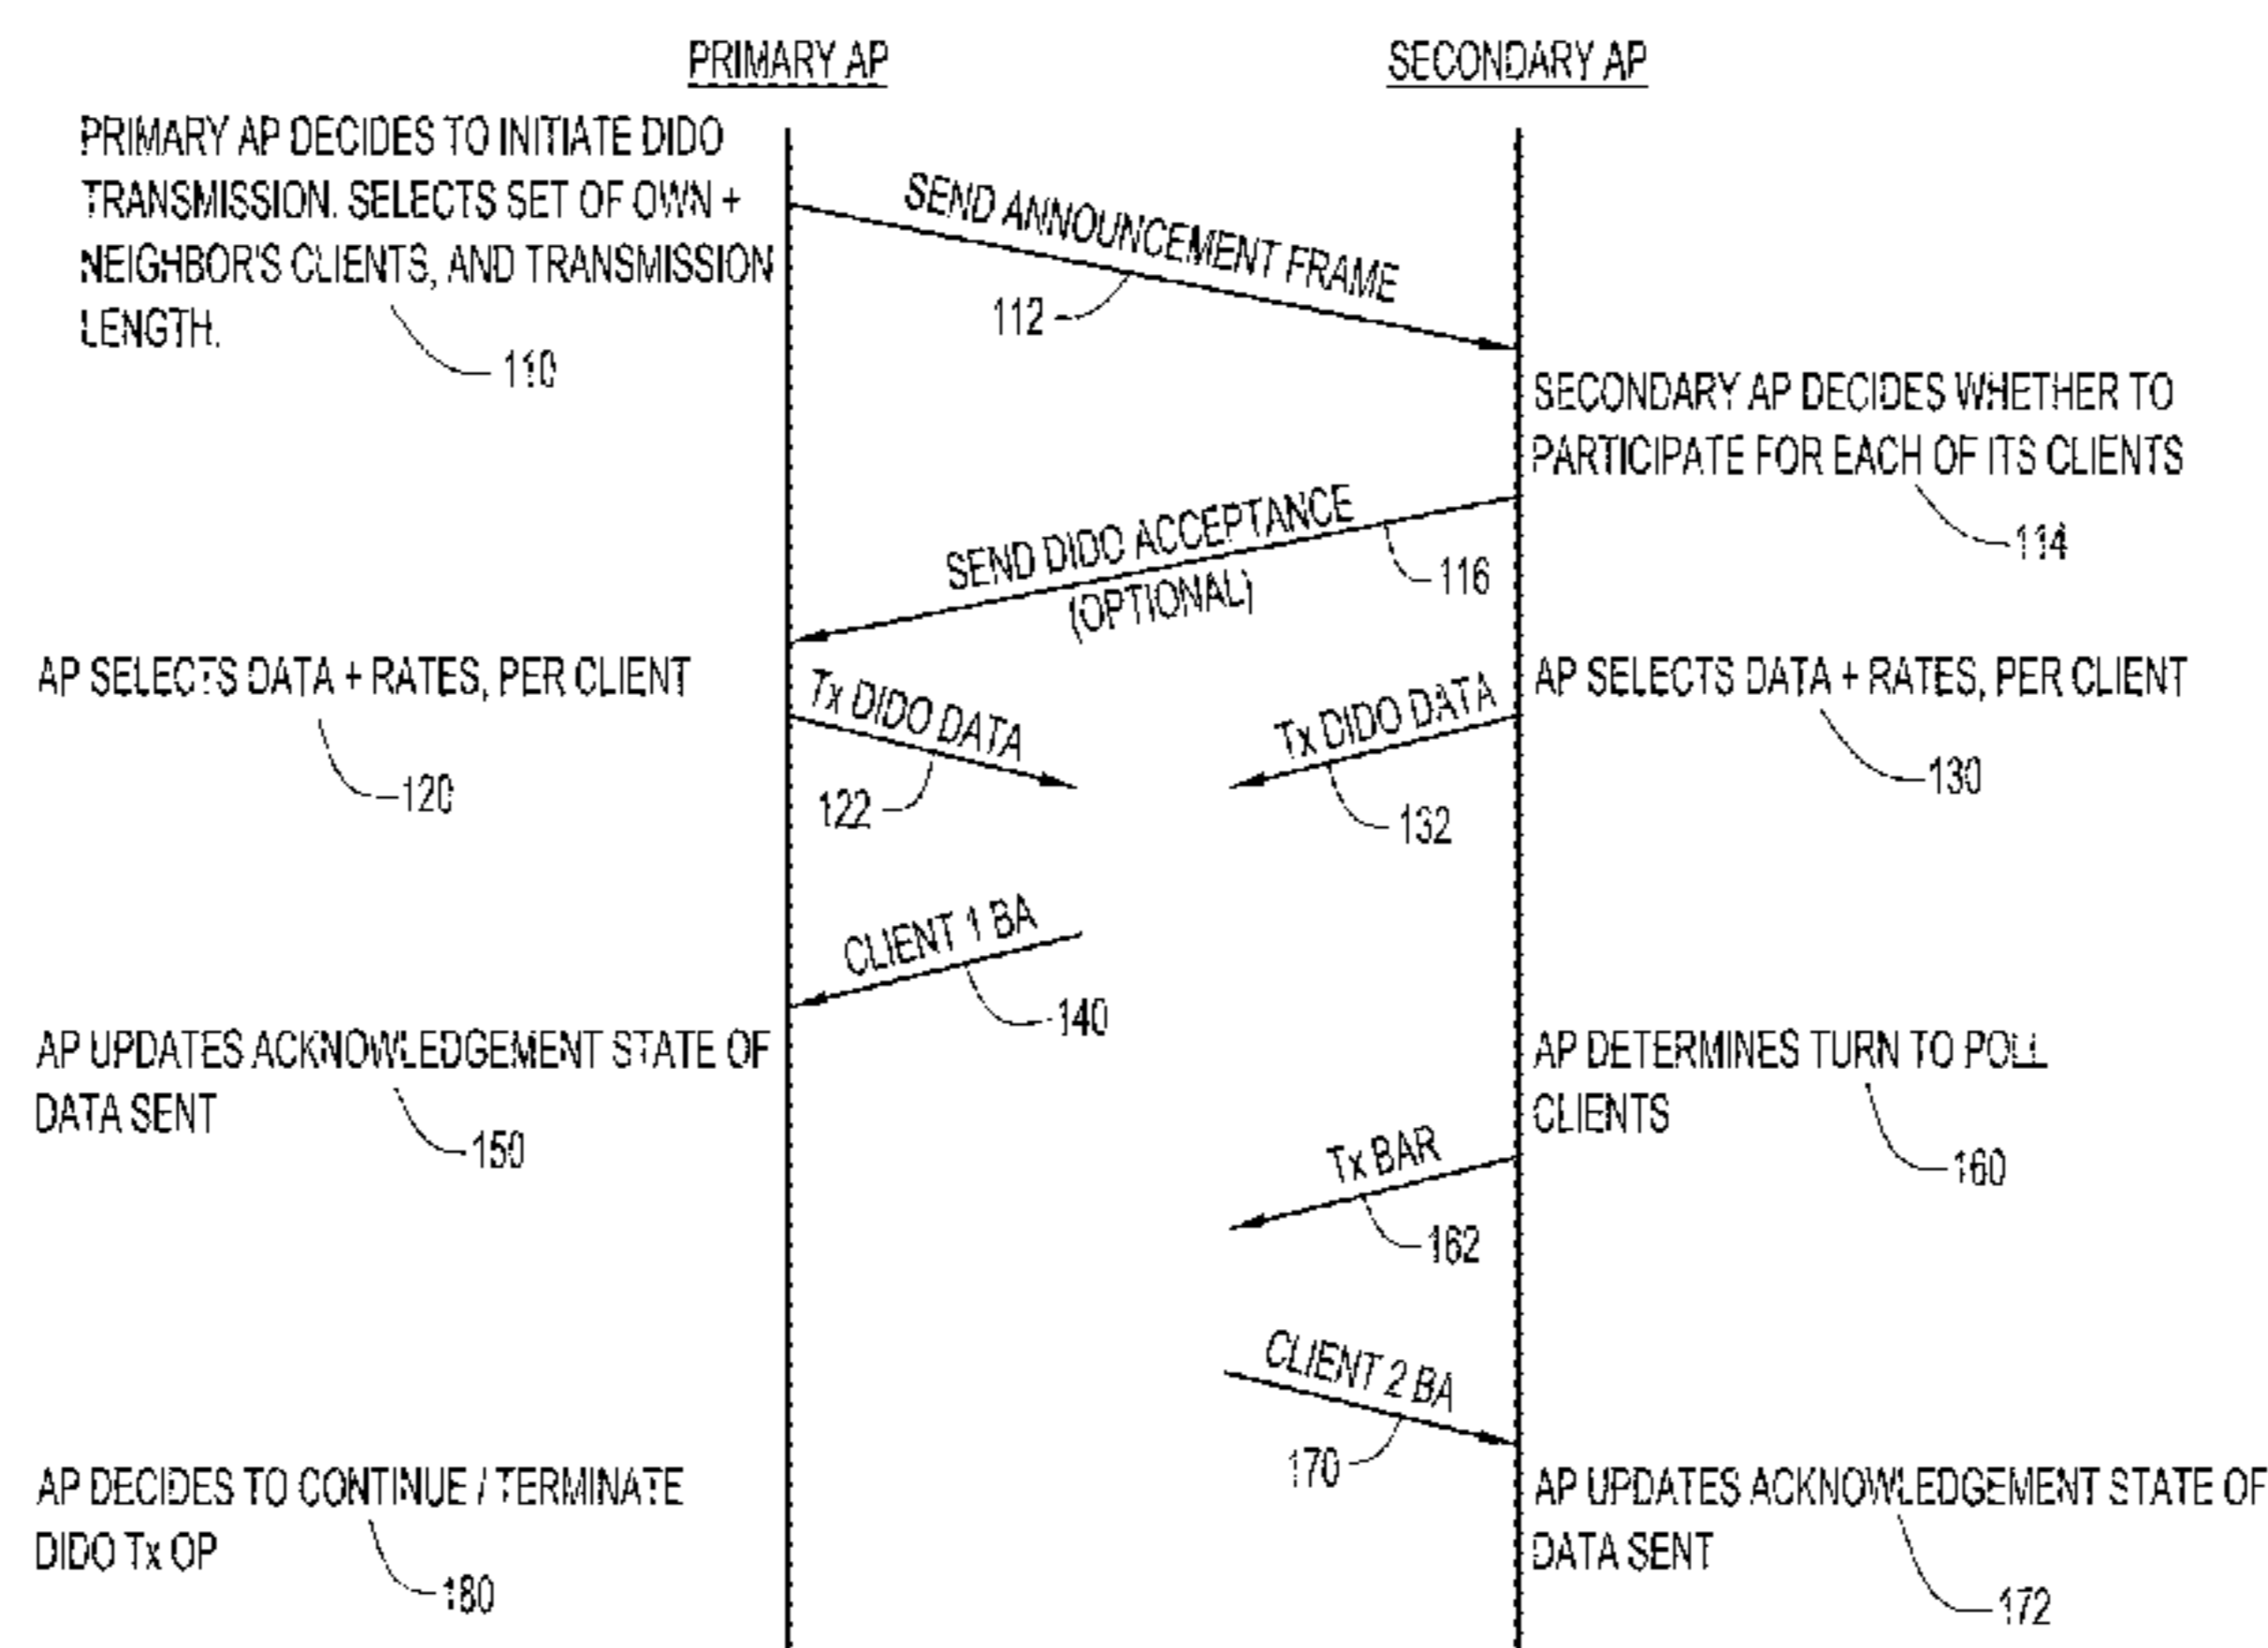 PRIMARY AP
SECONDARY AP
PRIMARY AP DECIDES TO INITIATE DIDO
TRANSMISSION. SELECTS SET OF OWN +
NEIGHBOR'S CLIENTS, AND TRANSMISSION
LENGTH.
110
SEND ANNOUNCEMENT FRAME
112
SECONDARY AP DECIDES WHETHER TO
PARTICIPATE FOR EACH OF ITS CLIENTS
114
SEND DIDO ACCEPTANCE
(OPTIONAL)
116
AP SELECTS DATA + RATES, PER CLIENT
120
Tx DIDO DATA
122
Tx DIDO DATA
132
AP SELECTS DATA + RATES, PER CLIENT
130
CLIENT 1 BA
140
AP UPDATES ACKNOWLEDGEMENT STATE OF
DATA SENT
150
AP DETERMINES TURN TO POLL
CLIENTS
160
Tx BAR
162
CLIENT 2 BA
170
AP DECIDES TO CONTINUE / TERMINATE
DIDO Tx OP
180
AP UPDATES ACKNOWLEDGEMENT STATE OF
DATA SENT
172